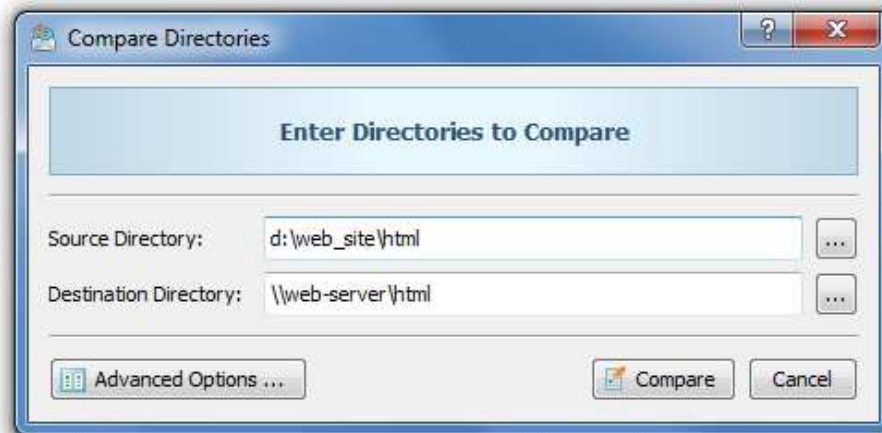 Compare Directories
?
Enter Directories to Compare
Source Directory: d:\web_site\html ...
Destination Directory: \\web-server\html ...
Advanced Options ... Compare Cancel